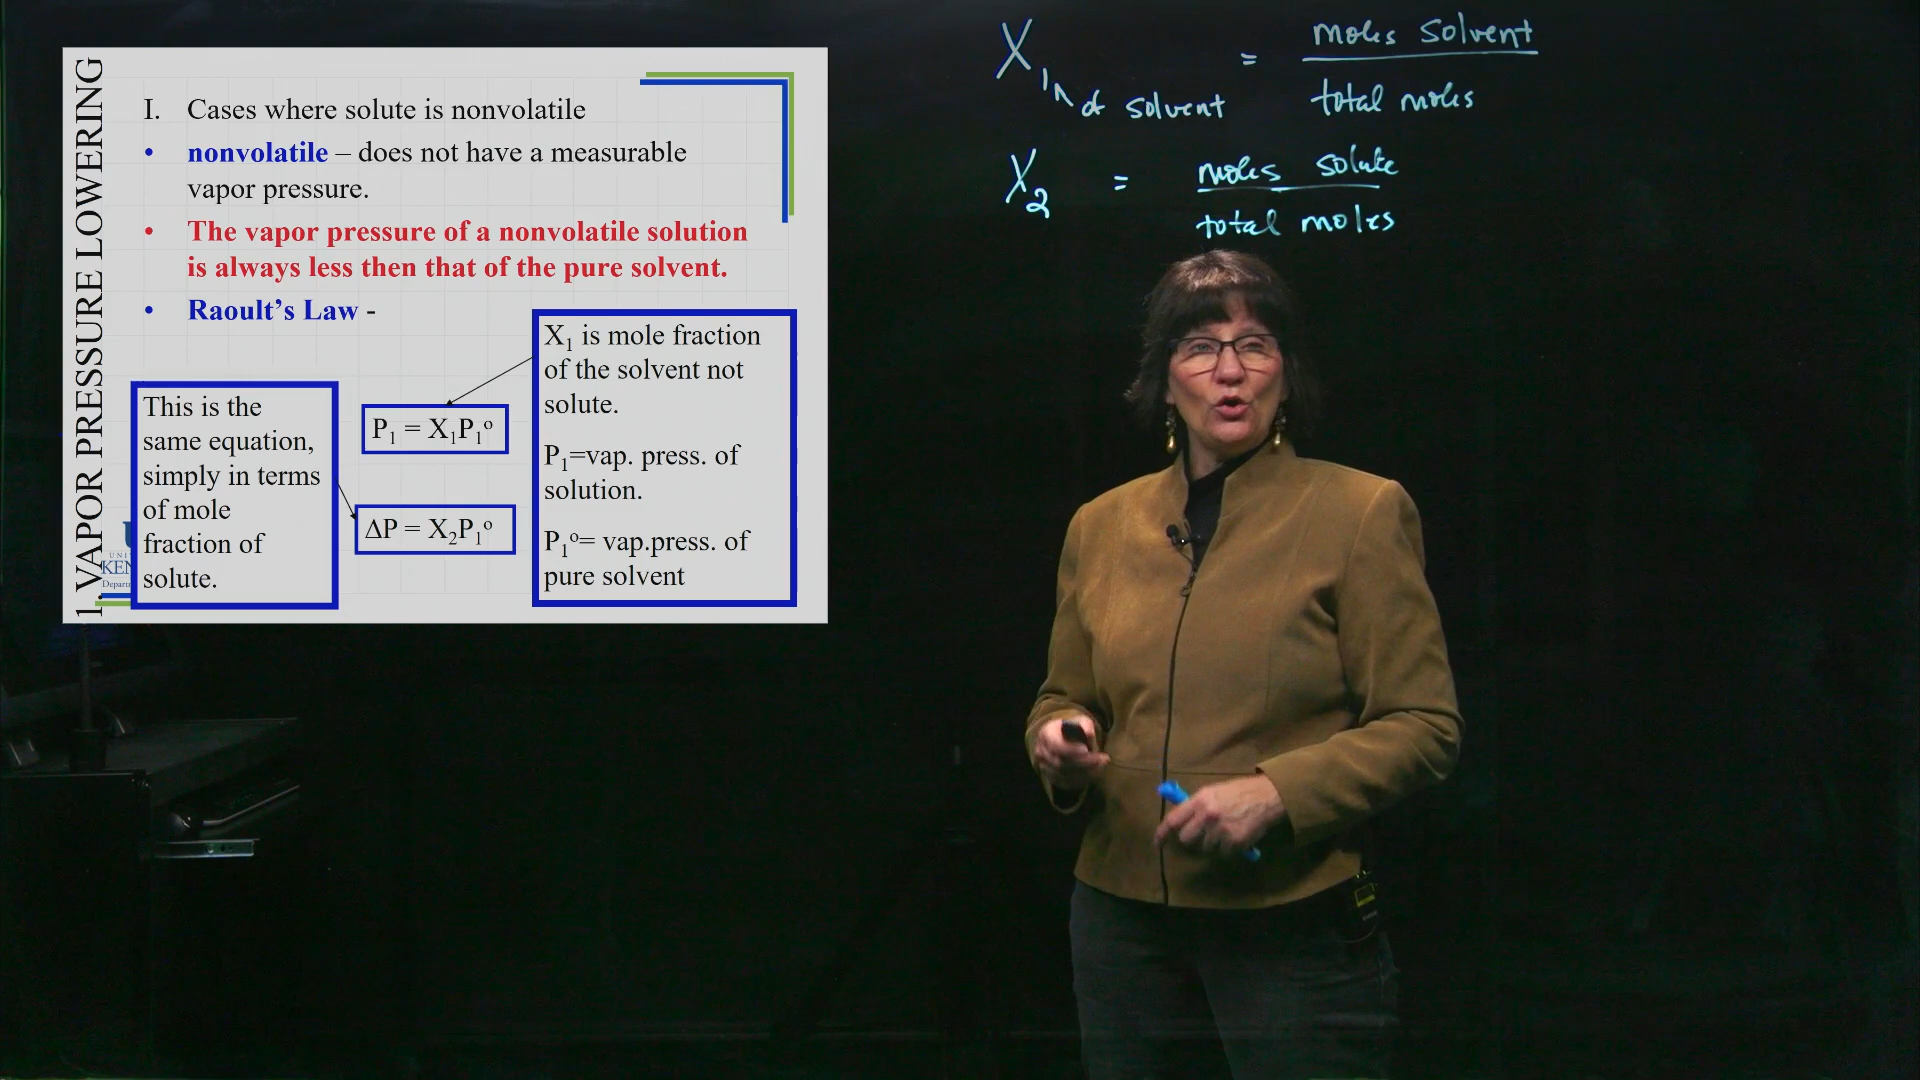 1 VAPOR PRESSURE LOWERING
I. Cases where solute is nonvolatile
• nonvolatile – does not have a measurable
vapor pressure.
• The vapor pressure of a nonvolatile solution
is always less then that of the pure solvent.
• Raoult's Law -
This is the
same equation,
simply in terms
of mole
fraction of
solute.
P₁ = X₁P₁º
ΔP = X₂P₁º
X₁ is mole fraction
of the solvent not
solute.
P₁=vap. press. of
solution.
P₁º= vap.press. of
pure solvent
X₁ of solvent = moles solvent
total moles
X₂ = moles solute
total moles